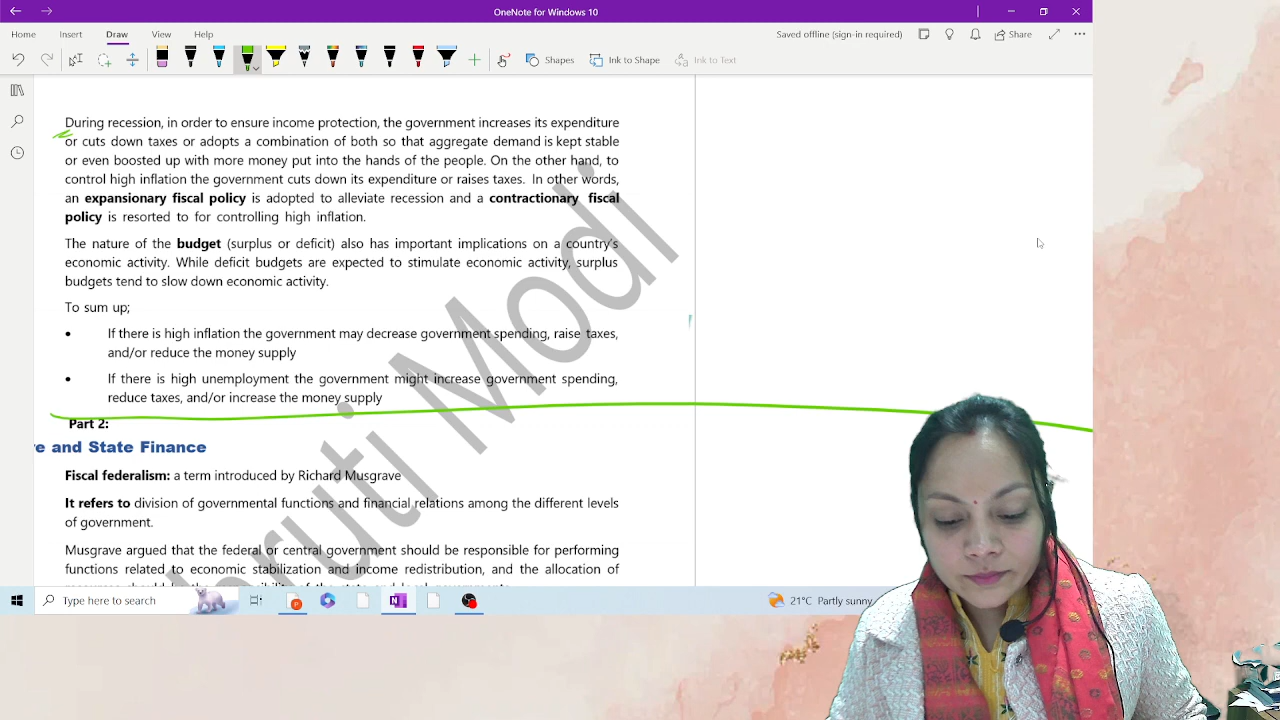 OneNote for Windows 10
Home Insert Draw View Help
Saved offline (sign-in required) Share
Shapes Ink to Shape Ink to Text
During recession, in order to ensure income protection, the government increases its expenditure
or cuts down taxes or adopts a combination of both so that aggregate demand is kept stable
or even boosted up with more money put into the hands of the people. On the other hand, to
control high inflation the government cuts down its expenditure or raises taxes. In other words,
an expansionary fiscal policy is adopted to alleviate recession and a contractionary fiscal
policy is resorted to for controlling high inflation.
The nature of the budget (surplus or deficit) also has important implications on a country's
economic activity. While deficit budgets are expected to stimulate economic activity, surplus
budgets tend to slow down economic activity.
To sum up;
• If there is high inflation the government may decrease government spending, raise taxes,
and/or reduce the money supply
• If there is high unemployment the government might increase government spending,
reduce taxes, and/or increase the money supply
Part 2:
re and State Finance
Fiscal federalism: a term introduced by Richard Musgrave
It refers to division of governmental functions and financial relations among the different levels
of government.
Musgrave argued that the federal or central government should be responsible for performing
functions related to economic stabilization and income redistribution, and the allocation of
hruti Modi
Type here to search
21°C Partly sunny